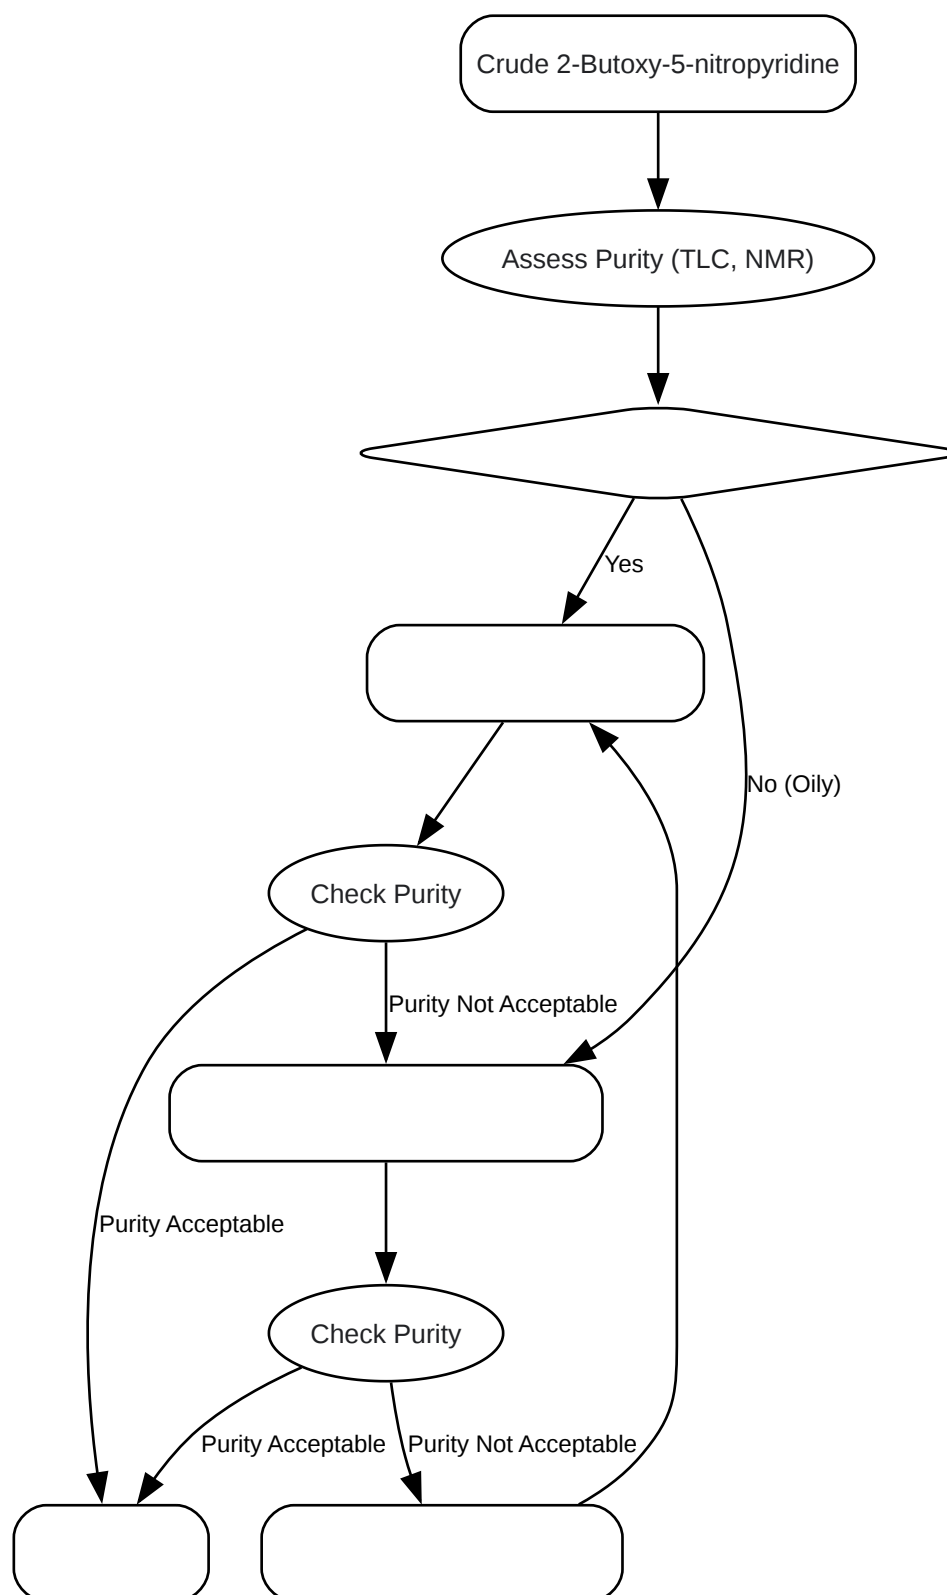 Crude 2-Butoxy-5-nitropyridine
Assess Purity (TLC, NMR)
Yes
No (Oily)
Check Purity
Purity Not Acceptable
Purity Acceptable
Check Purity
Purity Acceptable
Purity Not Acceptable